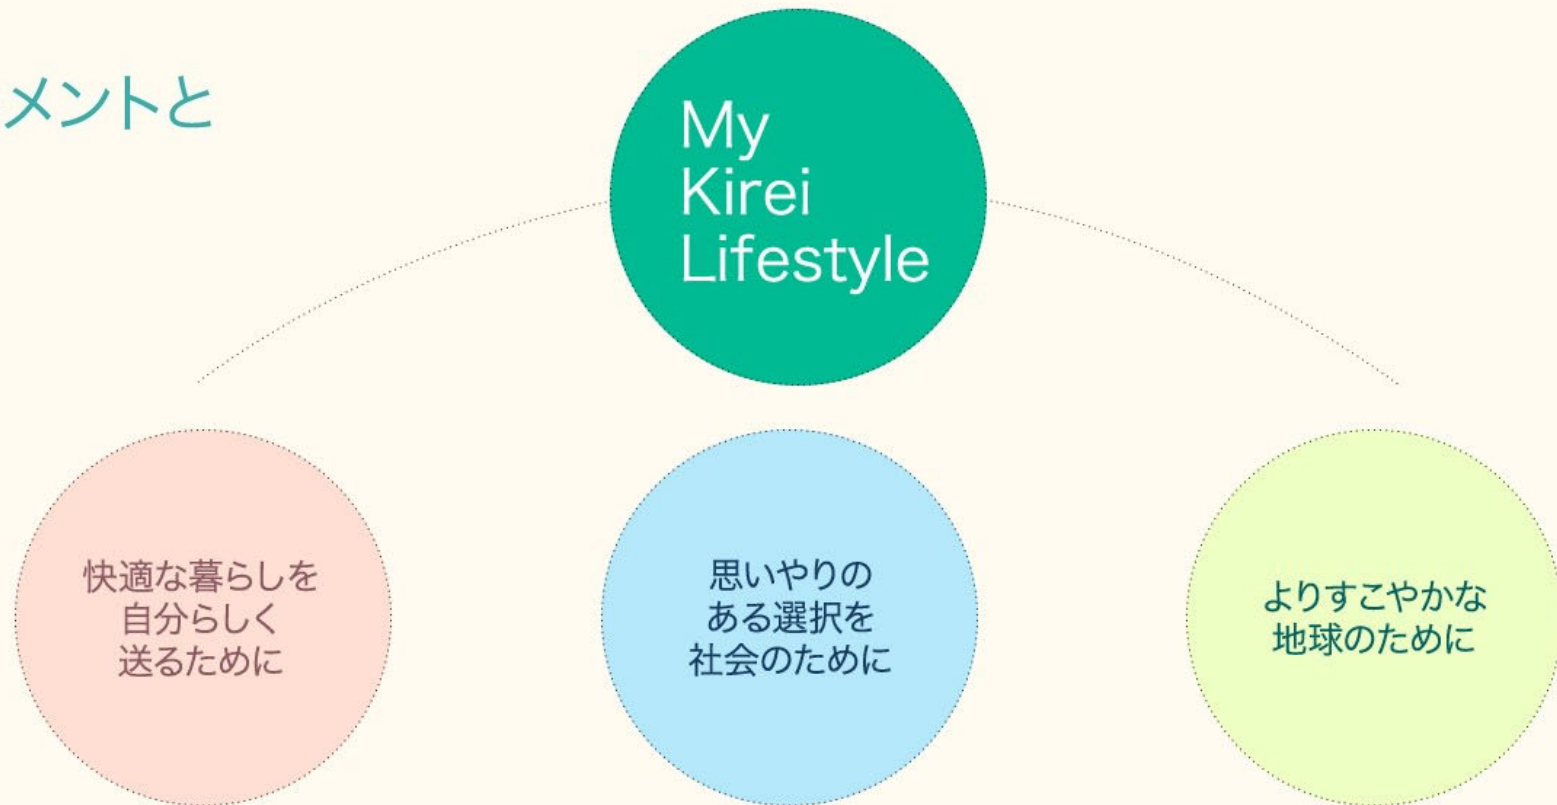 メントと
My
Kirei
Lifestyle
快適な暮らしを
自分らしく
送るために
思いやりの
ある選択を
社会のために
よりすこやかな
地球のために